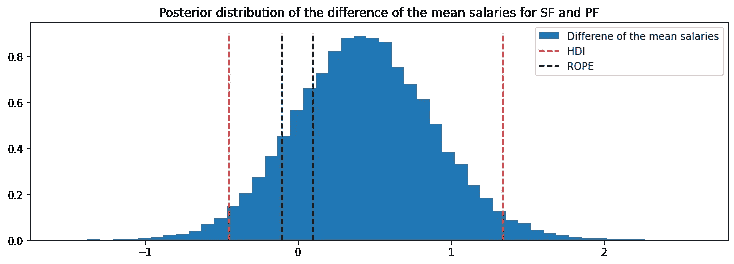 Posterior distribution of the difference of the mean salaries for SF and PF
Differene of the mean salaries
HDI
ROPE
0.8
0.6
0.4
0.2
0.0
−1
0
1
2